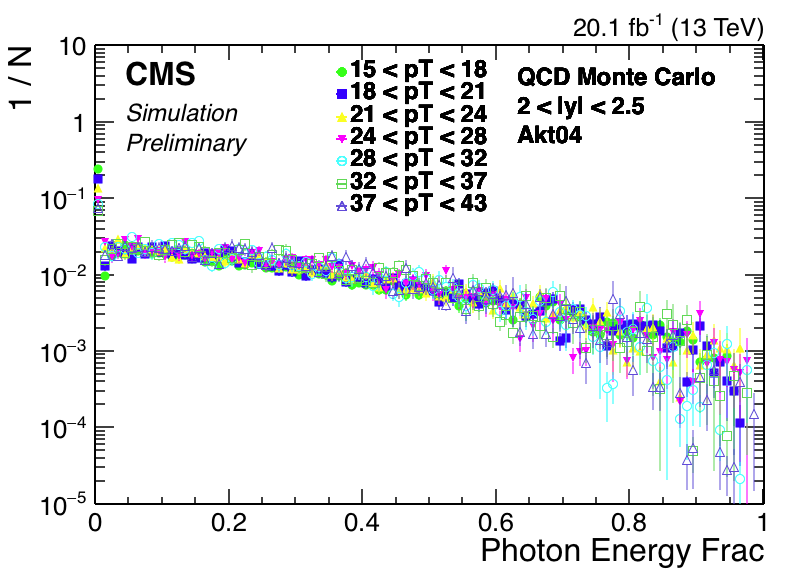 20.1 fb⁻¹ (13 TeV)
1 / N
10
1
10⁻¹
10⁻²
10⁻³
10⁻⁴
10⁻⁵
CMS
Simulation
Preliminary
15 < pT < 18
18 < pT < 21
21 < pT < 24
24 < pT < 28
28 < pT < 32
32 < pT < 37
37 < pT < 43
QCD Monte Carlo
2 < lyl < 2.5
Akt04
0 0.2 0.4 0.6 0.8 1
Photon Energy Frac